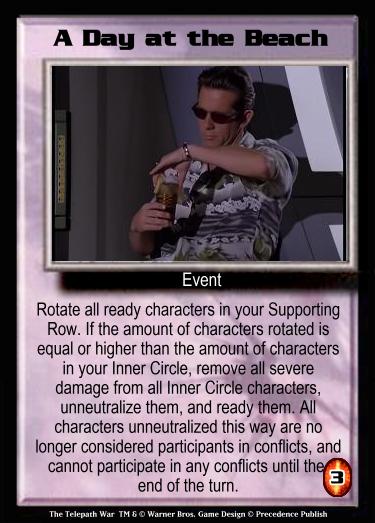 A Day at the Beach
Event
Rotate all ready characters in your Supporting
Row. If the amount of characters rotated is
equal or higher than the amount of characters
in your Inner Circle, remove all severe
damage from all Inner Circle characters,
unneutralize them, and ready them. All
characters unneutralized this way are no
longer considered participants in conflicts, and
cannot participate in any conflicts until the
end of the turn.
3
The Telepath War TM & © Warner Bros. Game Design © Precedence Publish